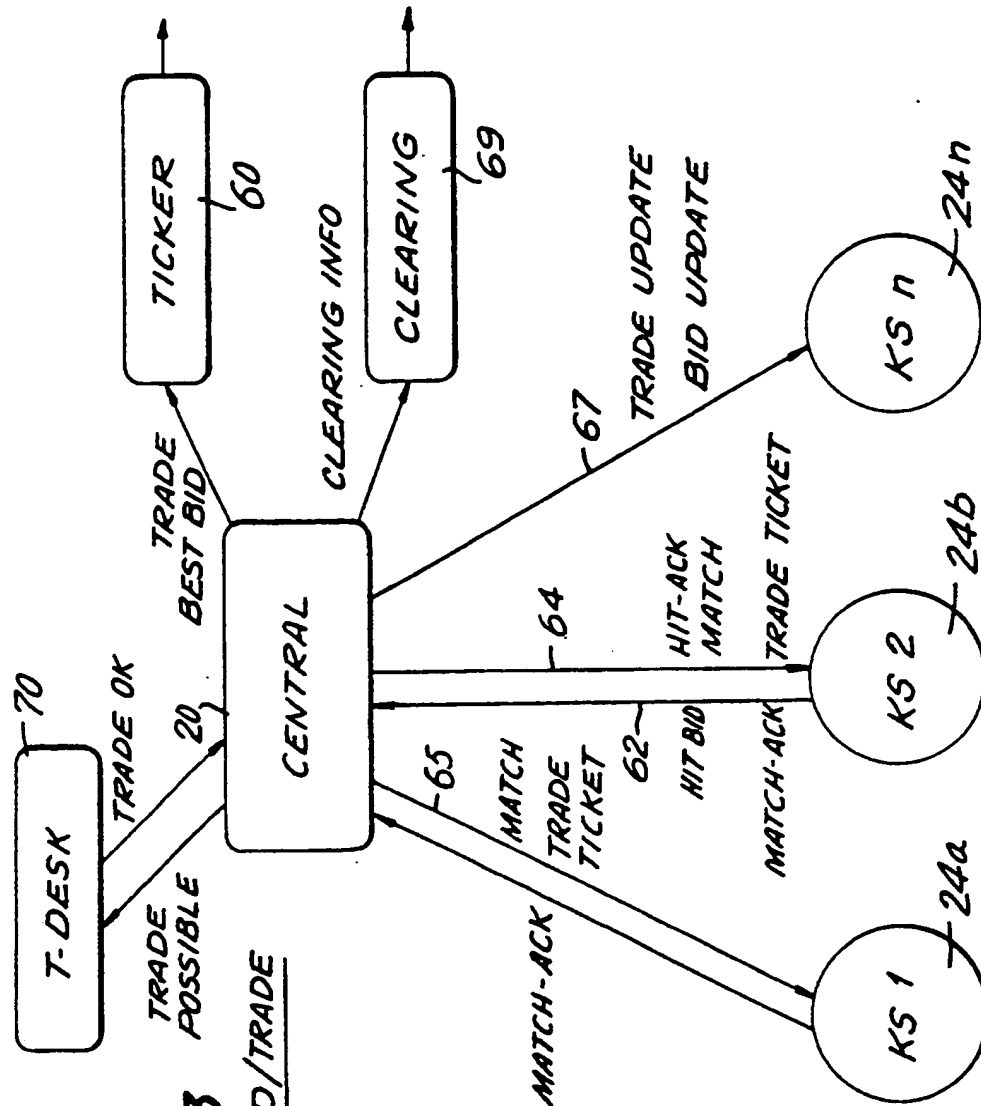 T-DESK
70
TRADE OK
TRADE
POSSIBLE
3
D/TRADE
20
CENTRAL
TRADE
BEST BID
TICKER
60
CLEARING INFO
CLEARING
69
65
MATCH
TRADE
TICKET
MATCH-ACK
62
HIT BID
MATCH-ACK
64
HIT-ACK
MATCH
TRADE TICKET
67
TRADE UPDATE
BID UPDATE
KS 1
24a
KS 2
24b
KS n
24n